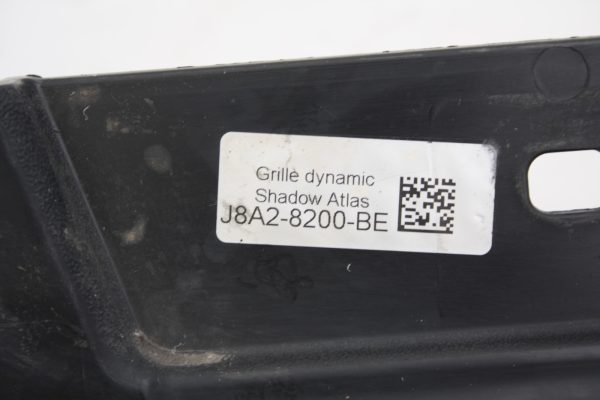 Grille dynamic
Shadow Atlas
J8A2-8200-BE